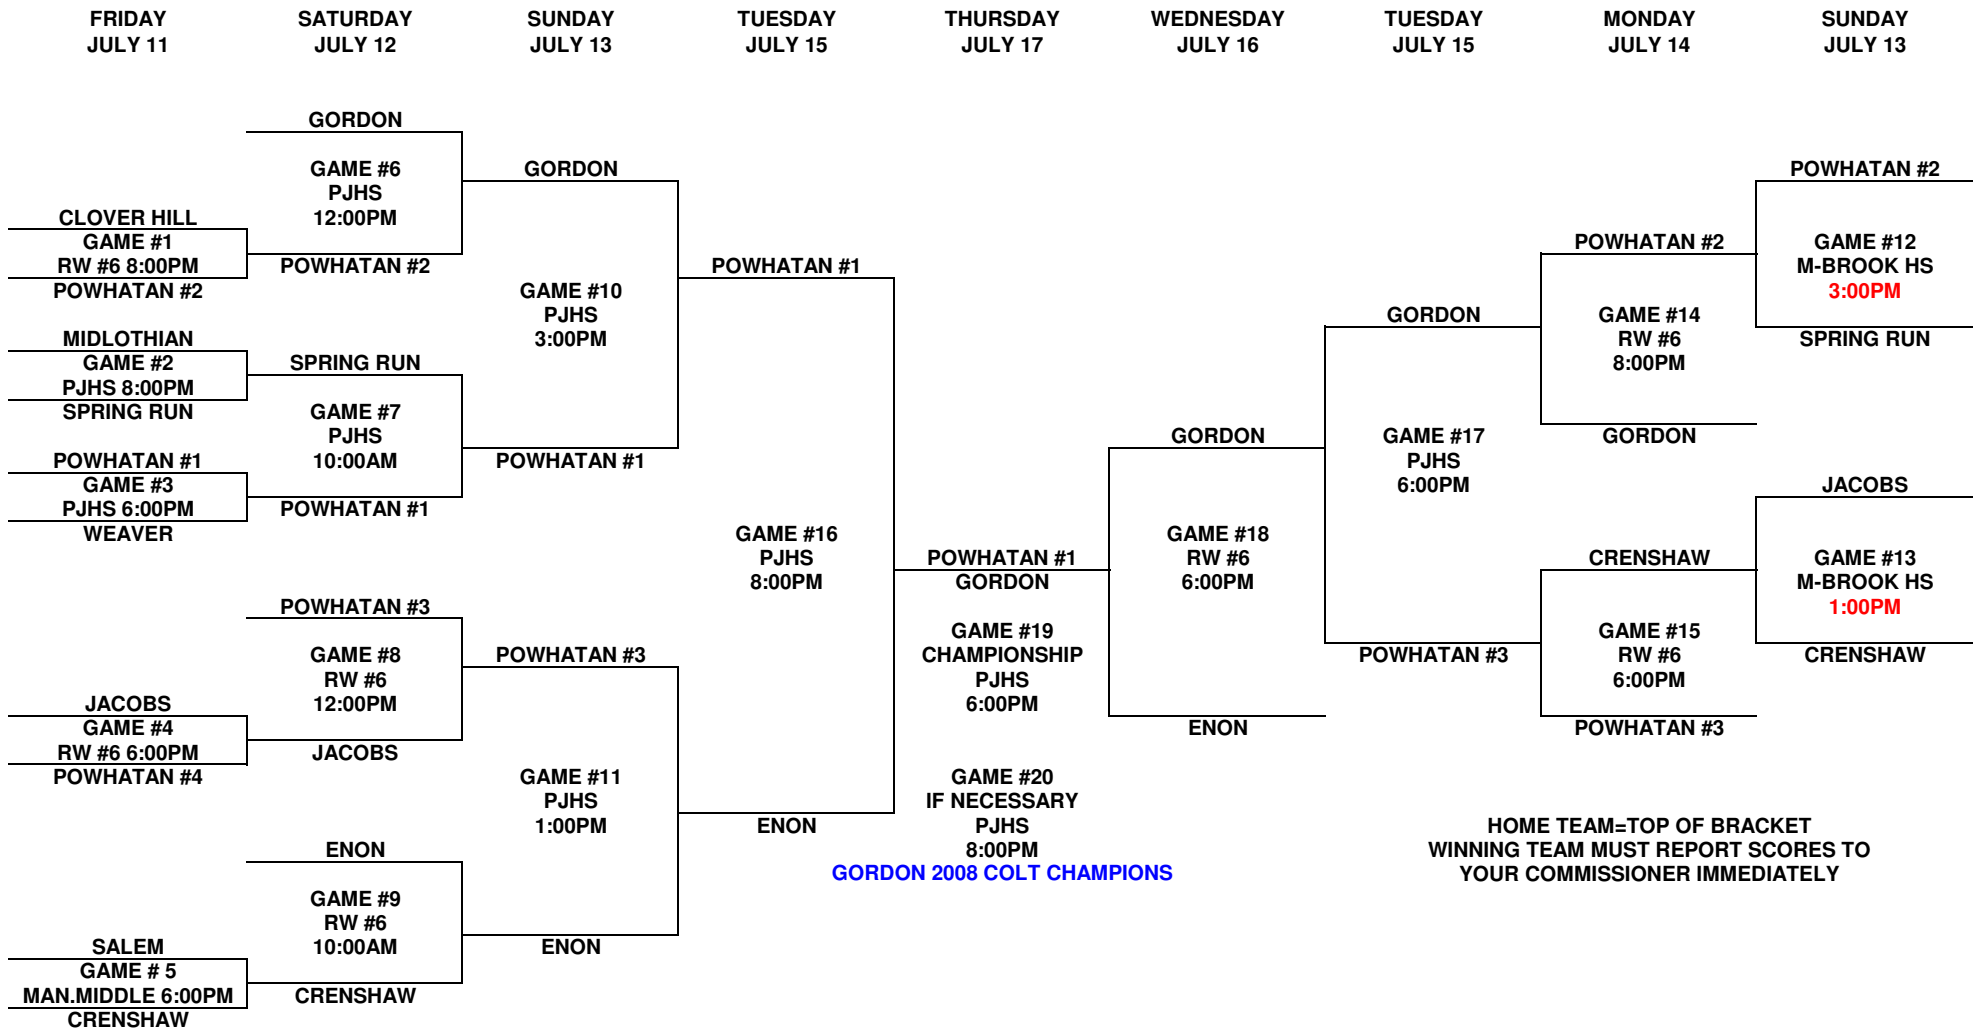 FRIDAY
JULY 11
SATURDAY
JULY 12
SUNDAY
JULY 13
TUESDAY
JULY 15
THURSDAY
JULY 17
WEDNESDAY
JULY 16
TUESDAY
JULY 15
MONDAY
JULY 14
SUNDAY
JULY 13
CLOVER HILL
GAME #1
RW #6 8:00PM
POWHATAN #2
MIDLOTHIAN
GAME #2
PJHS 8:00PM
SPRING RUN
POWHATAN #1
GAME #3
PJHS 6:00PM
WEAVER
JACOBS
GAME #4
RW #6 6:00PM
POWHATAN #4
SALEM
GAME # 5
MAN.MIDDLE 6:00PM
CRENSHAW
GORDON
GAME #6
PJHS
12:00PM
POWHATAN #2
SPRING RUN
GAME #7
PJHS
10:00AM
POWHATAN #1
POWHATAN #3
GAME #8
RW #6
12:00PM
JACOBS
ENON
GAME #9
RW #6
10:00AM
CRENSHAW
GORDON
GAME #10
PJHS
3:00PM
POWHATAN #1
POWHATAN #3
GAME #11
PJHS
1:00PM
ENON
POWHATAN #1
GAME #16
PJHS
8:00PM
ENON
POWHATAN #1
GORDON
GAME #19
CHAMPIONSHIP
PJHS
6:00PM
GAME #20
IF NECESSARY
PJHS
8:00PM
GORDON 2008 COLT CHAMPIONS
GORDON
GAME #18
RW #6
6:00PM
ENON
GORDON
GAME #17
PJHS
6:00PM
POWHATAN #3
POWHATAN #2
GAME #14
RW #6
8:00PM
GORDON
CRENSHAW
GAME #15
RW #6
6:00PM
POWHATAN #3
POWHATAN #2
GAME #12
M-BROOK HS
3:00PM
SPRING RUN
JACOBS
GAME #13
M-BROOK HS
1:00PM
CRENSHAW
HOME TEAM=TOP OF BRACKET
WINNING TEAM MUST REPORT SCORES TO
YOUR COMMISSIONER IMMEDIATELY